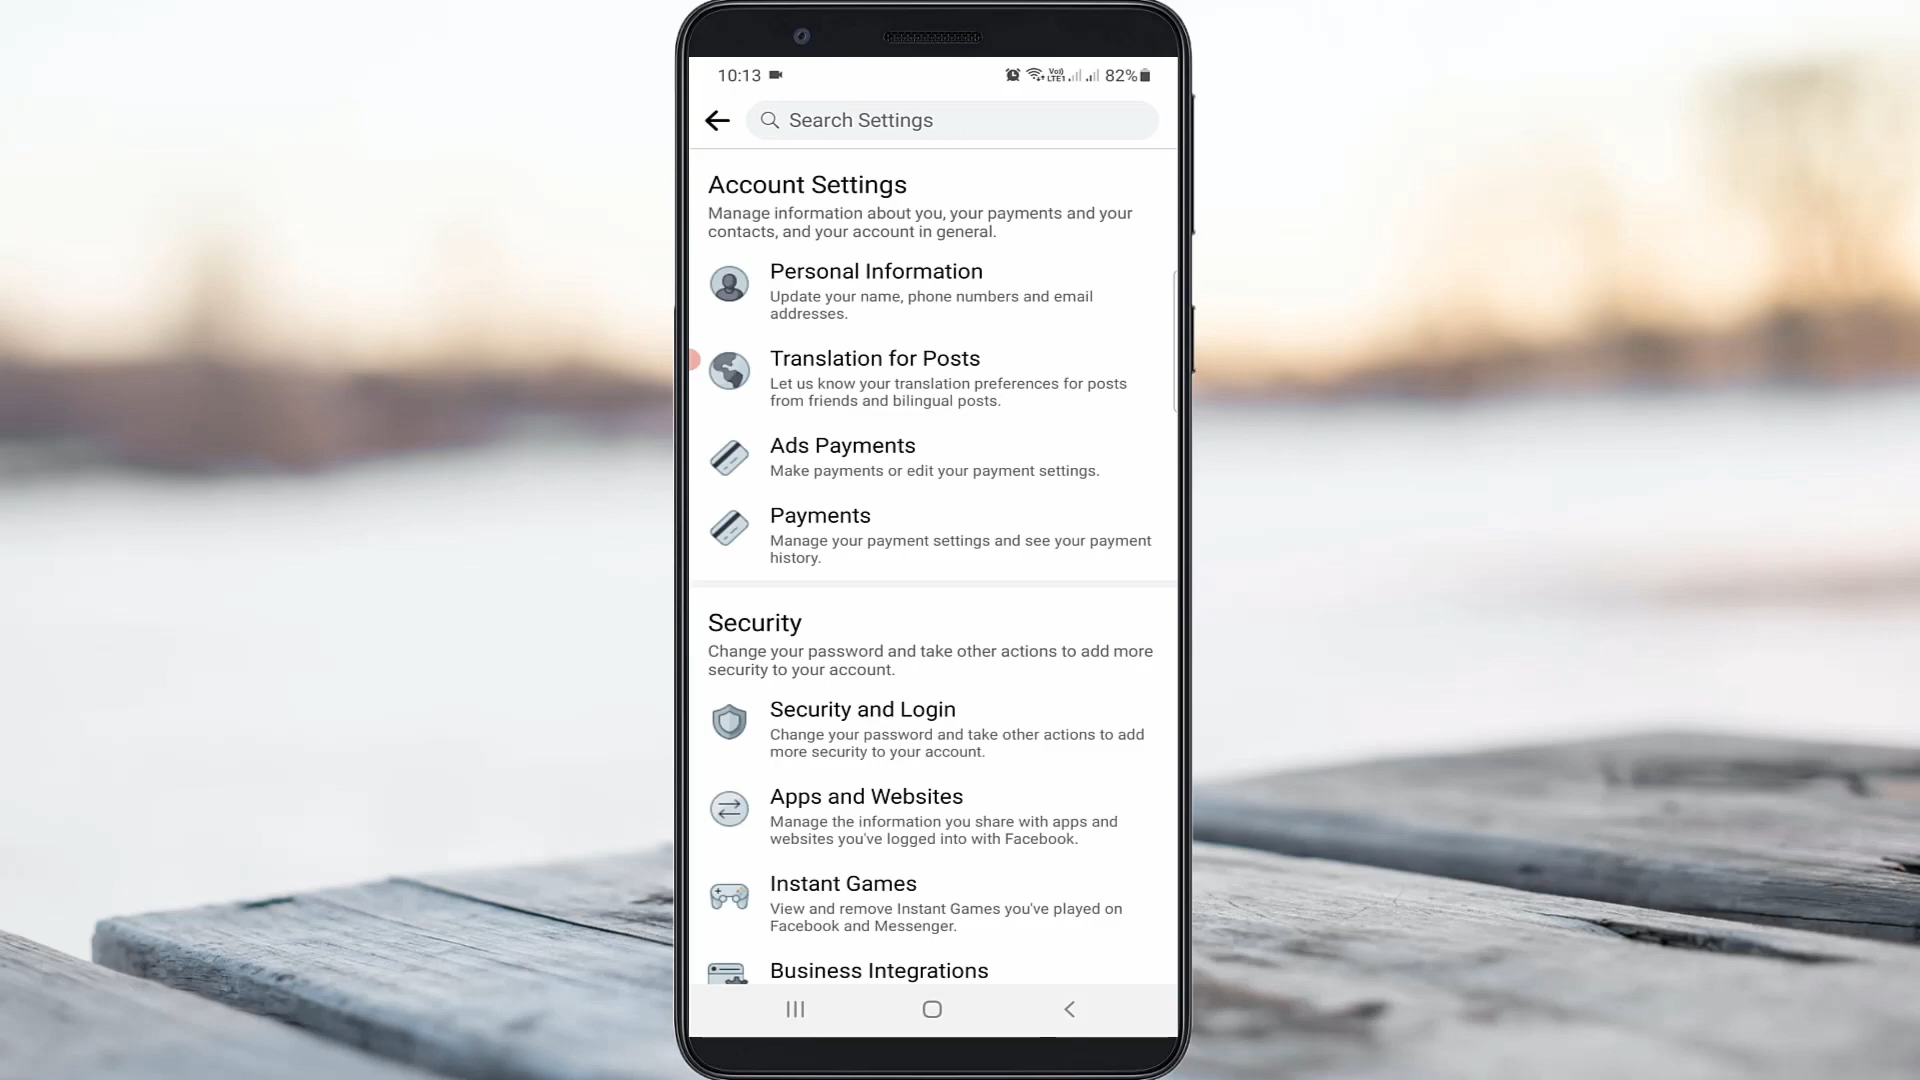 10:13 82%
Search Settings
Account Settings
Manage information about you, your payments and your
contacts, and your account in general.
Personal Information
Update your name, phone numbers and email
addresses.
Translation for Posts
Let us know your translation preferences for posts
from friends and bilingual posts.
Ads Payments
Make payments or edit your payment settings.
Payments
Manage your payment settings and see your payment
history.
Security
Change your password and take other actions to add more
security to your account.
Security and Login
Change your password and take other actions to add
more security to your account.
Apps and Websites
Manage the information you share with apps and
websites you've logged into with Facebook.
Instant Games
View and remove Instant Games you've played on
Facebook and Messenger.
Business Integrations